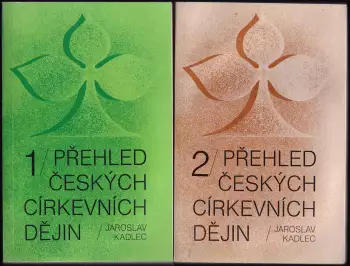 1/PŘEHLED
ČESKÝCH
CÍRKEVNÍCH
DĚJIN /JAROSLAV
KADLEC
2/PŘEHLED
ČESKÝCH
CÍRKEVNÍCH
DĚJIN /JAROSLAV
KADLEC